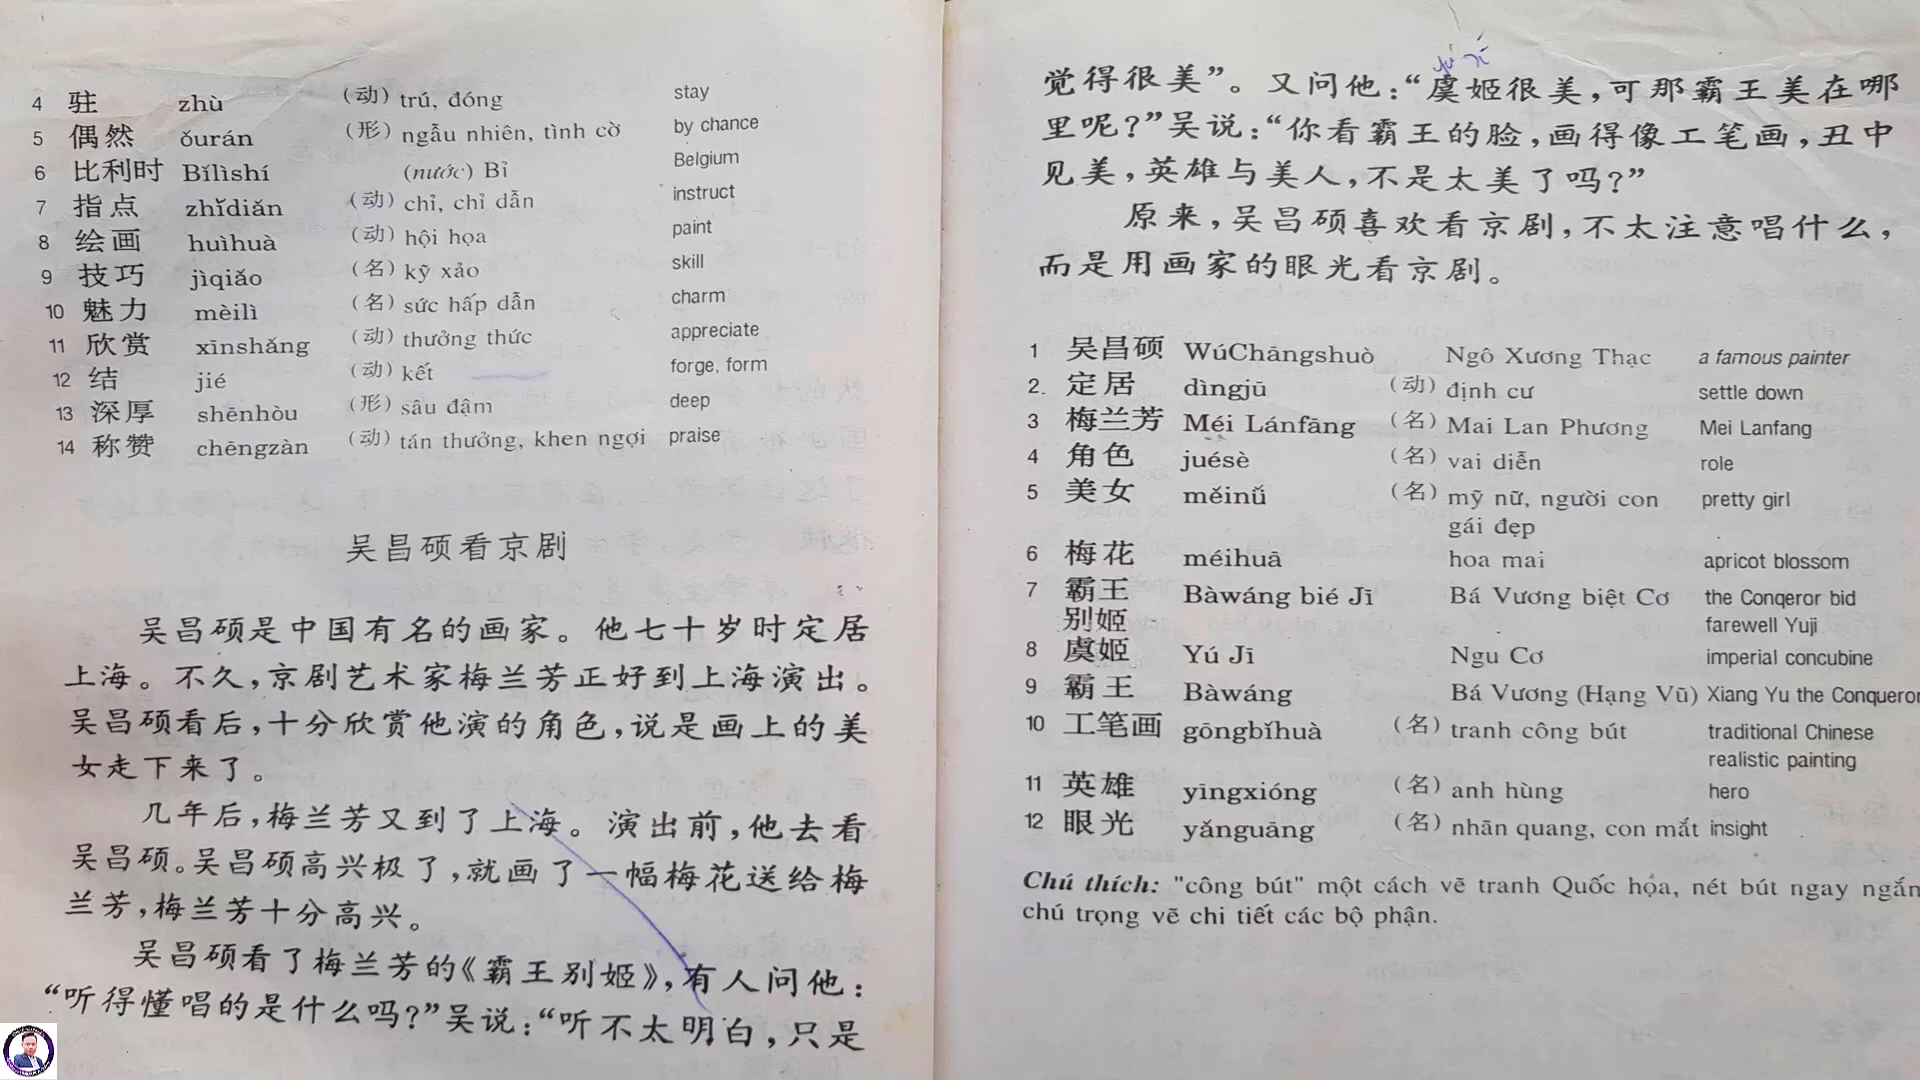 4 驻 zhù （动） trú, đóng stay
5 偶然 ǒurán （形） ngẫu nhiên, tình cờ by chance
6 比利时 Bǐlìshí (nước) Bỉ Belgium
7 指点 zhǐdiǎn （动） chỉ, chỉ dẫn instruct
8 绘画 huìhuà （动） hội họa paint
9 技巧 jìqiǎo （名） kỹ xảo skill
10 魅力 mèilì （名） sức hấp dẫn charm
11 欣赏 xīnshǎng （动） thưởng thức appreciate
12 结 jié （动） kết forge, form
13 深厚 shēnhòu （形） sâu đậm deep
14 称赞 chēngzàn （动） tán thưởng, khen ngợi praise
吴昌硕看京剧
吴昌硕是中国有名的画家。他七十岁时定居
上海。不久，京剧艺术家梅兰芳正好到上海演出。
吴昌硕看后，十分欣赏他演的角色，说是画上的美
女走下来了。
几年后，梅兰芳又到了上海。演出前，他去看
吴昌硕。吴昌硕高兴极了，就画了一幅梅花送给梅
兰芳，梅兰芳十分高兴。
吴昌硕看了梅兰芳的《霸王别姬》，有人问他：
“听得懂唱的是什么吗？”吴说：“听不太明白，只是
觉得很美”。又问他：“虞姬很美，可那霸王美在哪
里呢？”吴说：“你看霸王的脸，画得像工笔画，丑中
见美，英雄与美人，不是太美了吗？”
原来，吴昌硕喜欢看京剧，不太注意唱什么，
而是用画家的眼光看京剧。
1 吴昌硕 WúChāngshuò Ngô Xương Thạc a famous painter
2. 定居 dìngjū （动） định cư settle down
3 梅兰芳 Méi Lánfāng （名） Mai Lan Phương Mei Lanfang
4 角色 juésè （名） vai diễn role
5 美女 měinǚ （名） mỹ nữ, người con pretty girl
gái đẹp
6 梅花 méihuā hoa mai apricot blossom
7 霸王 Bàwáng bié Jī Bá Vương biệt Cơ the Conqeror bid
别姬 farewell Yuji
8 虞姬 Yú Jī Ngu Cơ imperial concubine
9 霸王 Bàwáng Bá Vương (Hạng Vũ) Xiang Yu the Conqueror
10 工笔画 gōngbǐhuà （名） tranh công bút traditional Chinese
realistic painting
11 英雄 yīngxióng （名） anh hùng hero
12 眼光 yǎnguāng （名） nhãn quang, con mắt insight
Chú thích: "công bút" một cách vẽ tranh Quốc họa, nét bút ngay ngắn
chú trọng vẽ chi tiết các bộ phận.